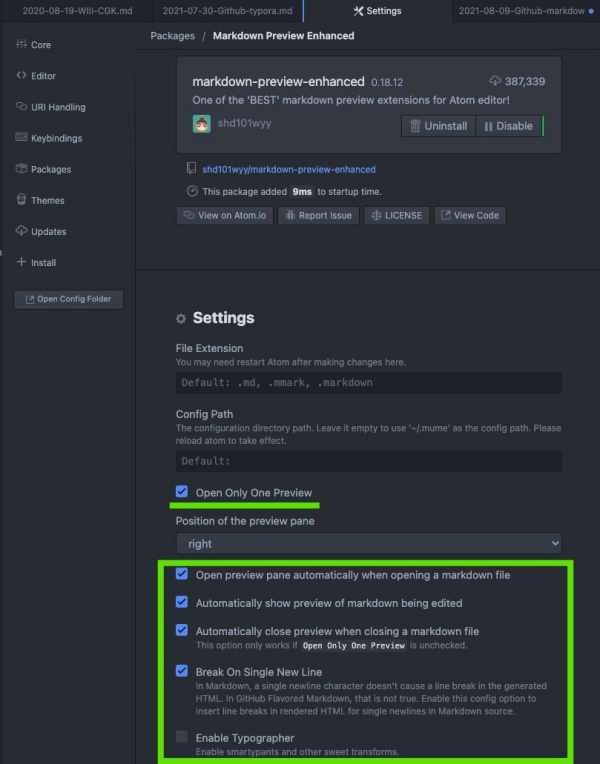 2020-08-19-WIII-CGK.md
2021-07-30-Github-typora.md
Settings
2021-08-09-Github-markdow
Core
Editor
URI Handling
Keybindings
Packages
Themes
Updates
Install
Open Config Folder
Packages / Markdown Preview Enhanced
markdown-preview-enhanced 0.18.12
387,339
One of the 'BEST' markdown preview extensions for Atom editor!
shd101wyy
Uninstall
Disable
shd101wyy/markdown-preview-enhanced
This package added 9ms to startup time.
View on Atom.io
Report Issue
LICENSE
View Code
Settings
File Extension
You may need restart Atom after making changes here.
Default: .md, .mmark, .markdown
Config Path
The configuration directory path. Leave it empty to use '~/.mume' as the config path. Please
reload atom to take effect.
Default:
Open Only One Preview
Position of the preview pane
right
Open preview pane automatically when opening a markdown file
Automatically show preview of markdown being edited
Automatically close preview when closing a markdown file
This option only works if Open Only One Preview is unchecked.
Break On Single New Line
In Markdown, a single newline character doesn't cause a line break in the generated
HTML. In GitHub Flavored Markdown, that is not true. Enable this config option to
insert line breaks in rendered HTML for single newlines in Markdown source.
Enable Typographer
Enable smartypants and other sweet transforms.